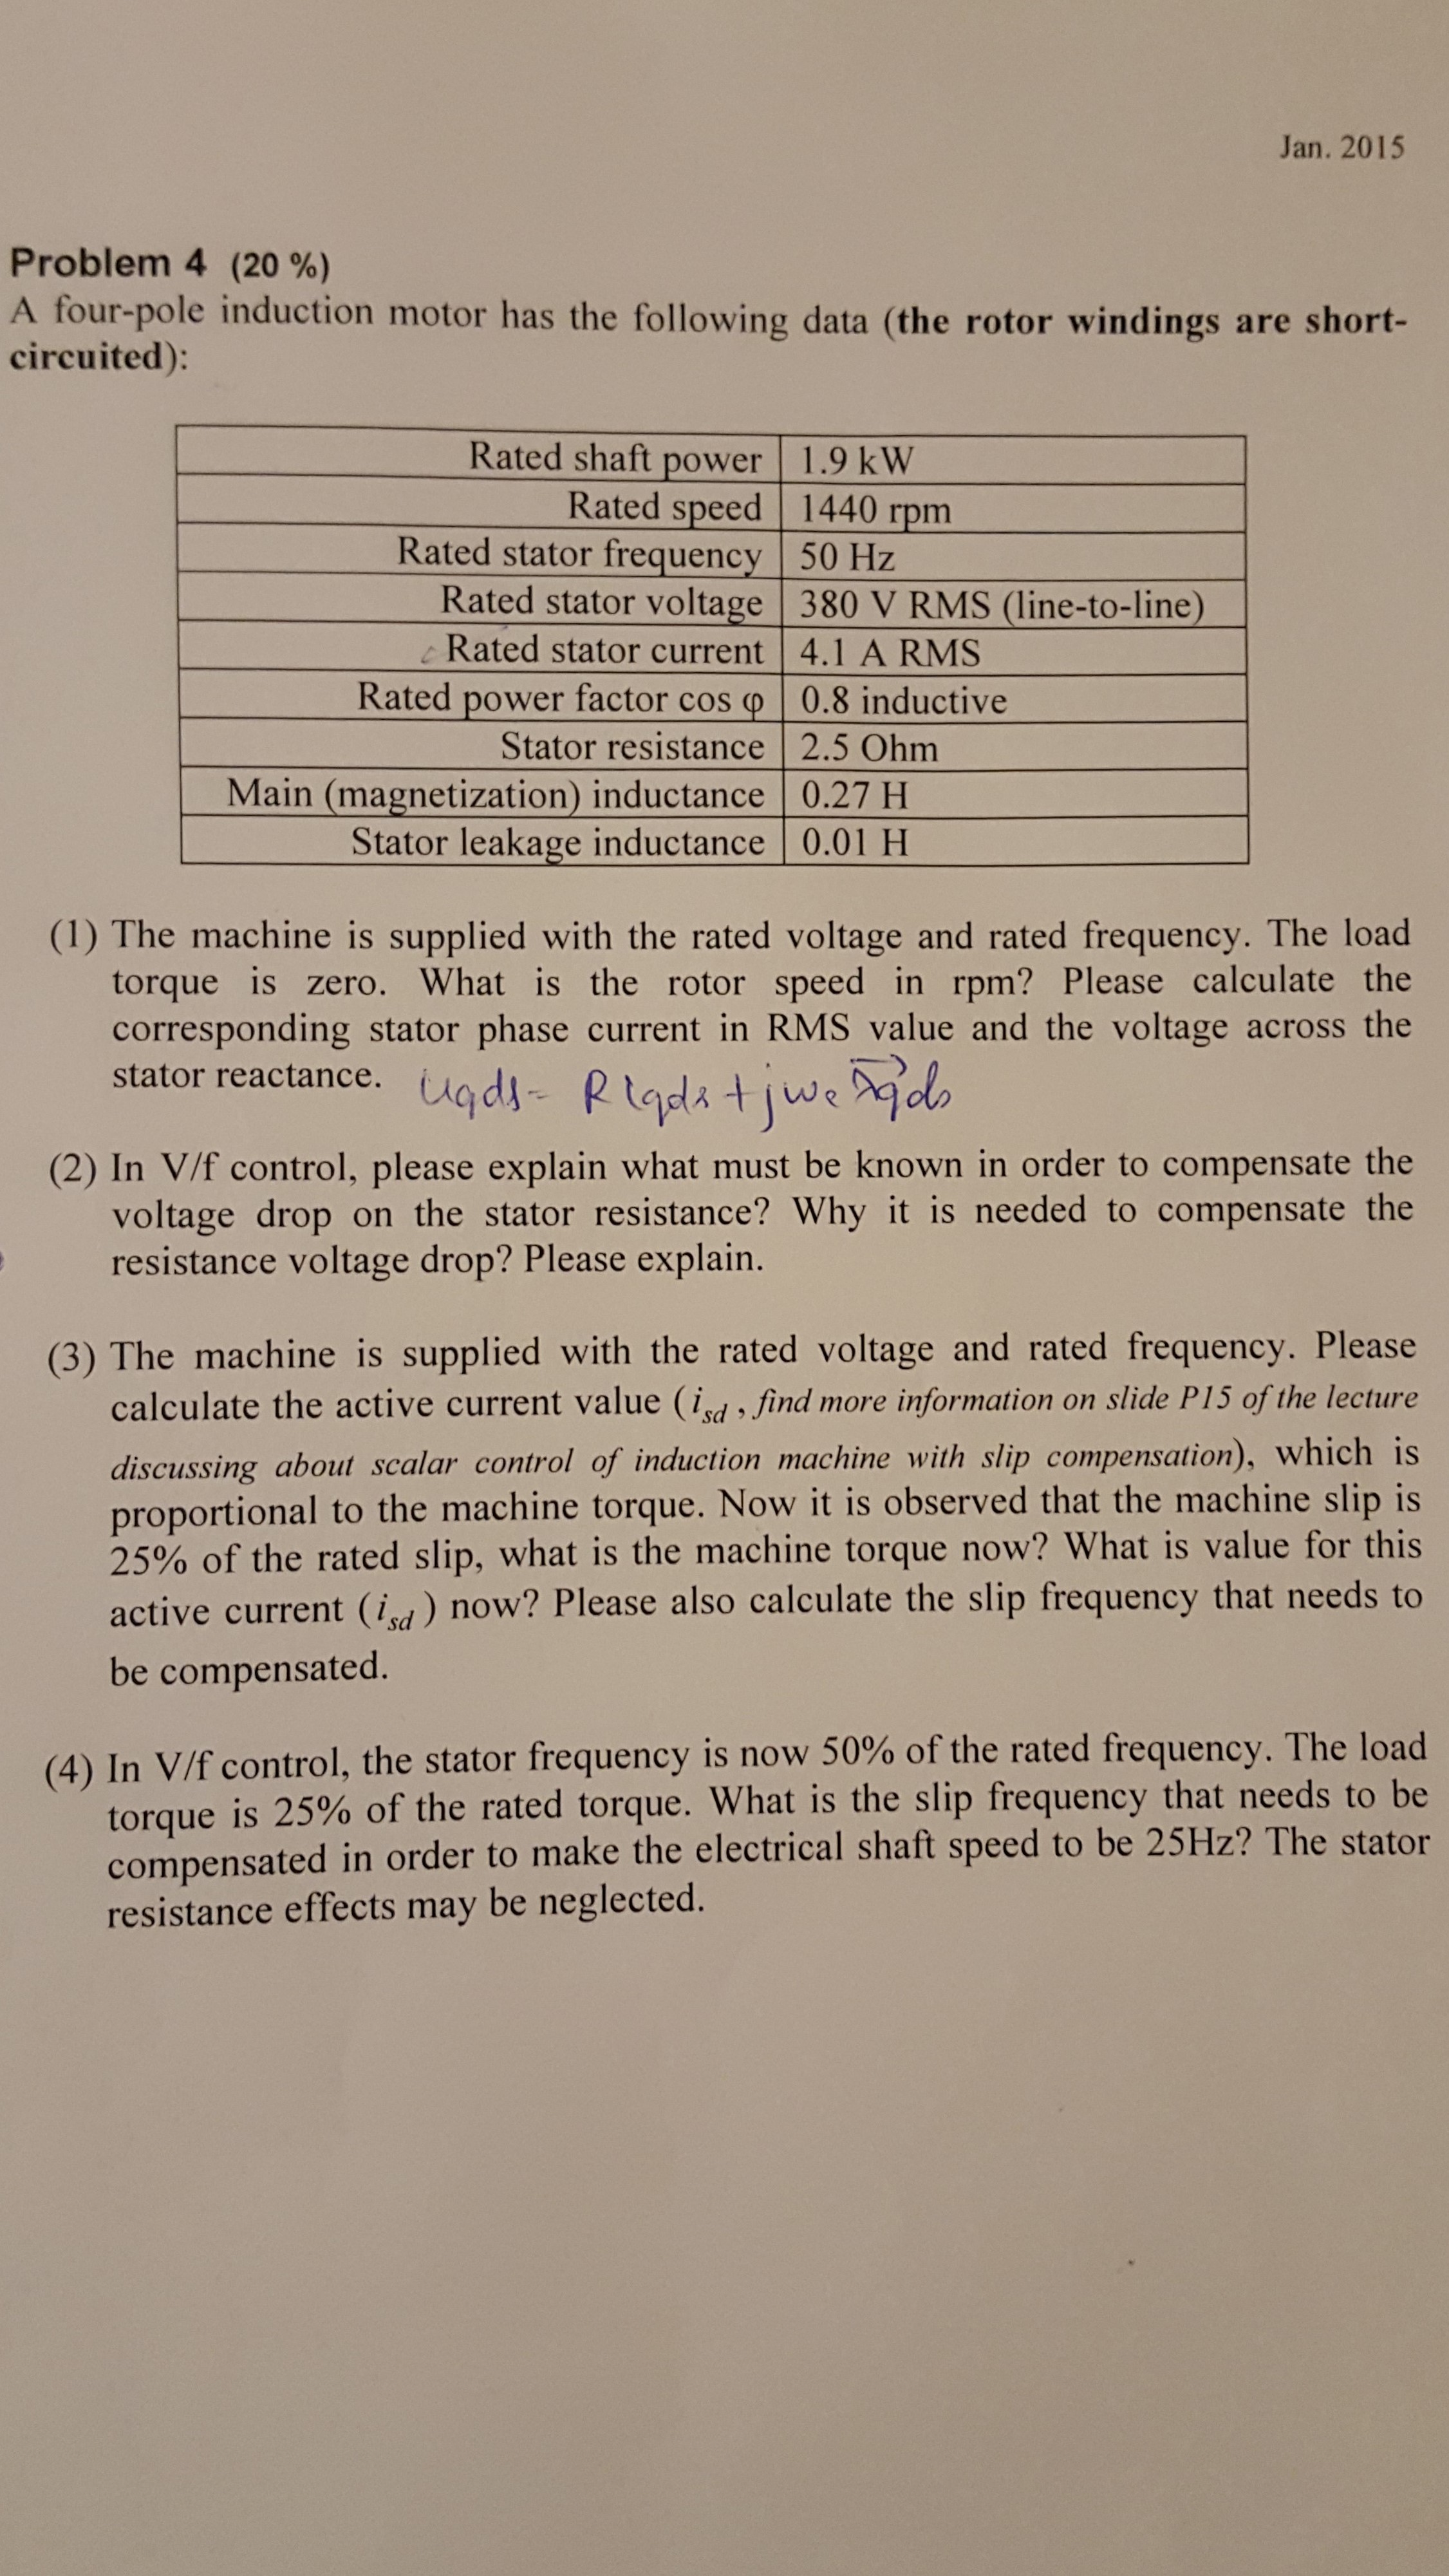 Jan. 2015
Problem 4 (20 %)
A four-pole induction motor has the following data (the rotor windings are short-
circuited):
Rated shaft power 1.9 kW
Rated speed 1440 rpm
Rated stator frequency 50 Hz
Rated stator voltage 380 V RMS (line-to-line)
Rated stator current 4.1 A RMS
Rated power factor cos φ 0.8 inductive
Stator resistance 2.5 Ohm
Main (magnetization) inductance 0.27 H
Stator leakage inductance 0.01 H
(1) The machine is supplied with the rated voltage and rated frequency. The load
torque is zero. What is the rotor speed in rpm? Please calculate the
corresponding stator phase current in RMS value and the voltage across the
stator reactance. Uqds = R iqds + jwe λqds
(2) In V/f control, please explain what must be known in order to compensate the
voltage drop on the stator resistance? Why it is needed to compensate the
resistance voltage drop? Please explain.
(3) The machine is supplied with the rated voltage and rated frequency. Please
calculate the active current value (isd , find more information on slide P15 of the lecture
discussing about scalar control of induction machine with slip compensation), which is
proportional to the machine torque. Now it is observed that the machine slip is
25% of the rated slip, what is the machine torque now? What is value for this
active current (isd) now? Please also calculate the slip frequency that needs to
be compensated.
(4) In V/f control, the stator frequency is now 50% of the rated frequency. The load
torque is 25% of the rated torque. What is the slip frequency that needs to be
compensated in order to make the electrical shaft speed to be 25Hz? The stator
resistance effects may be neglected.